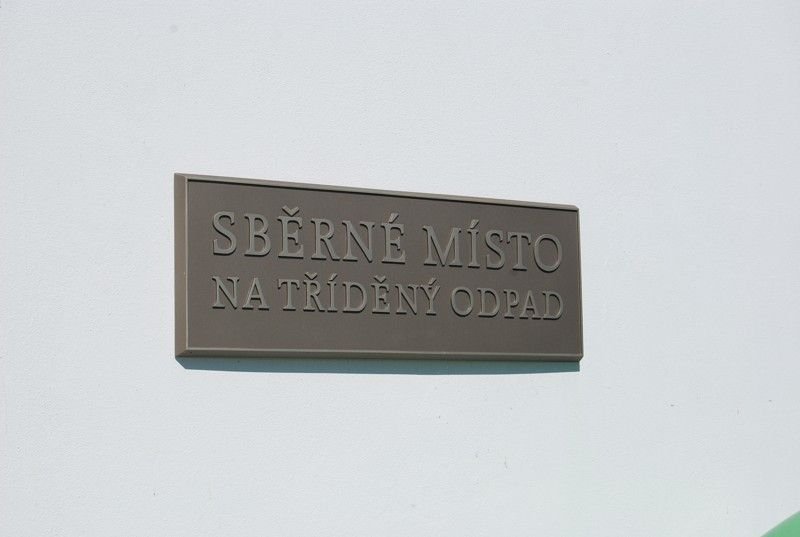 SBĚRNÉ MÍSTO
NA TŘÍDĚNÝ ODPAD